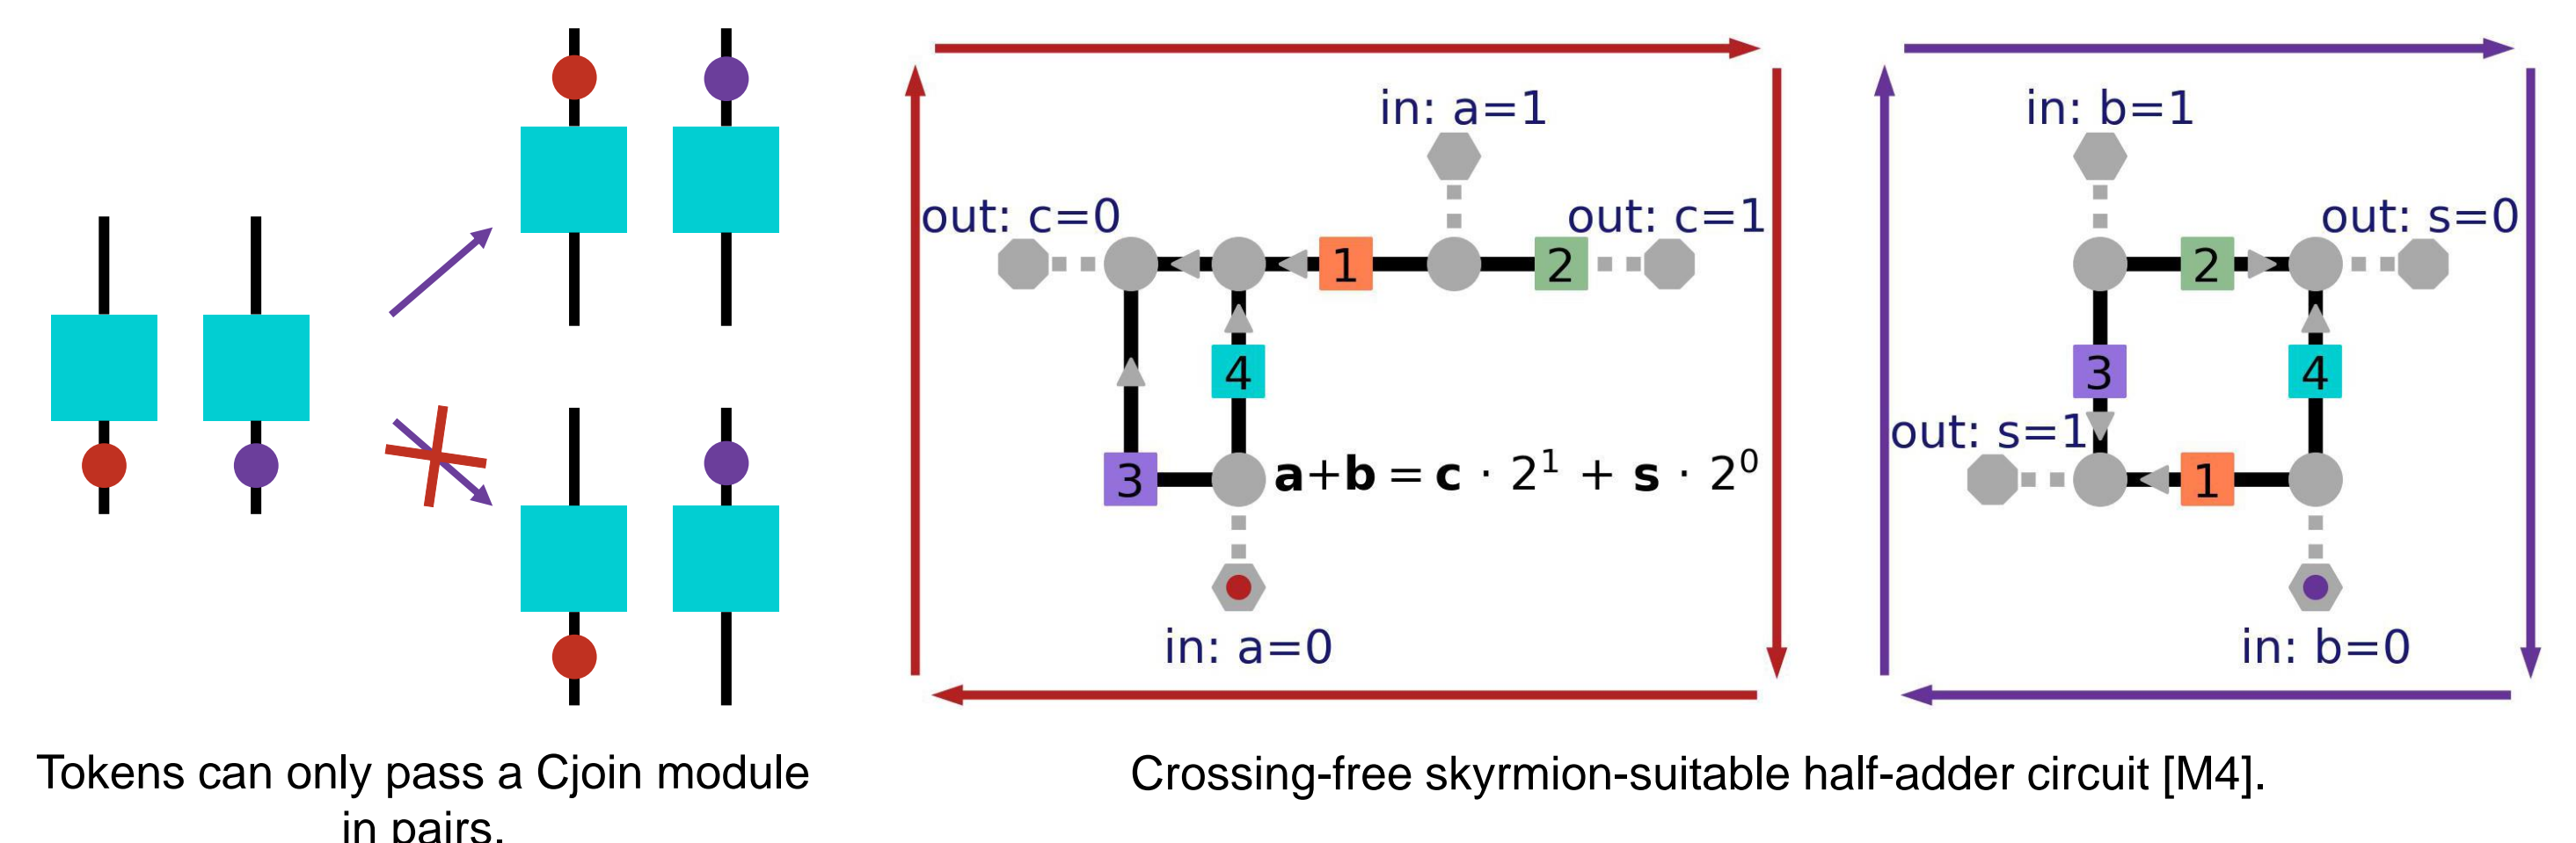 in: a=1
out: c=0
out: c=1
1
2
4
3
a+b = c · 2¹ + s · 2⁰
in: a=0
in: b=1
out: s=0
2
3
4
out: s=1
1
in: b=0
Tokens can only pass a Cjoin module
in pairs.
Crossing-free skyrmion-suitable half-adder circuit [M4].